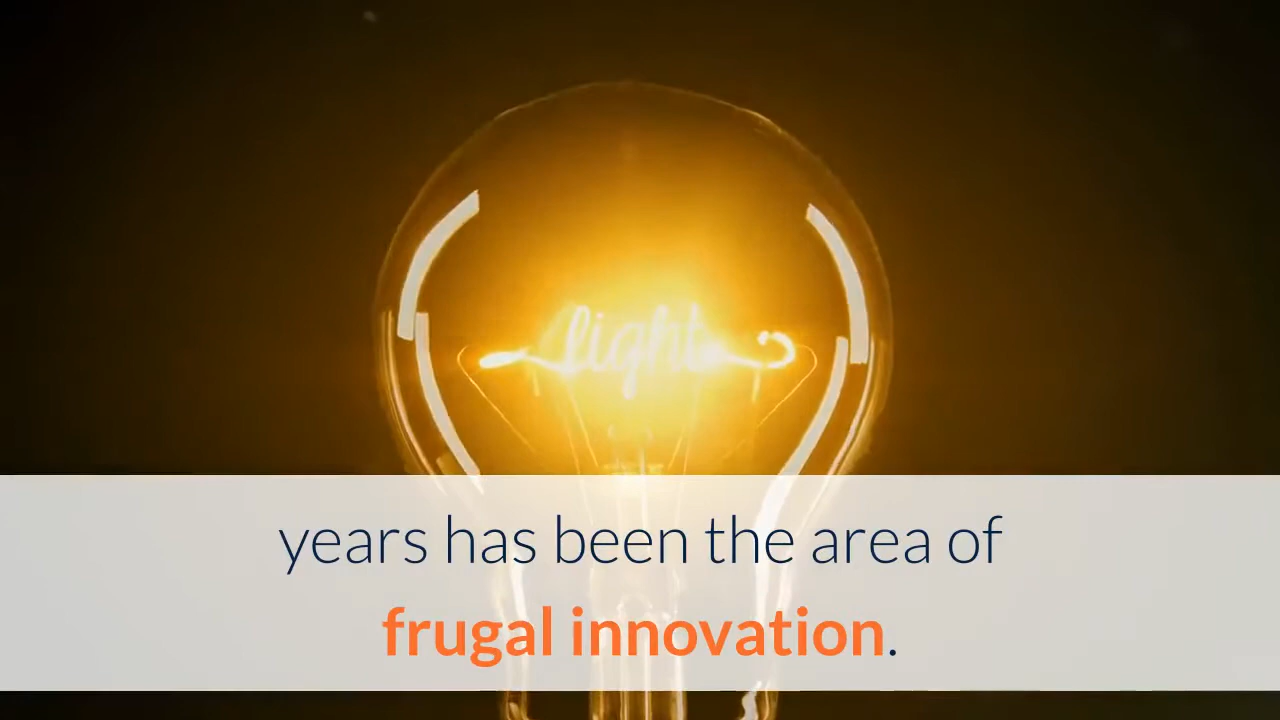 light
years has been the area of
frugal innovation.